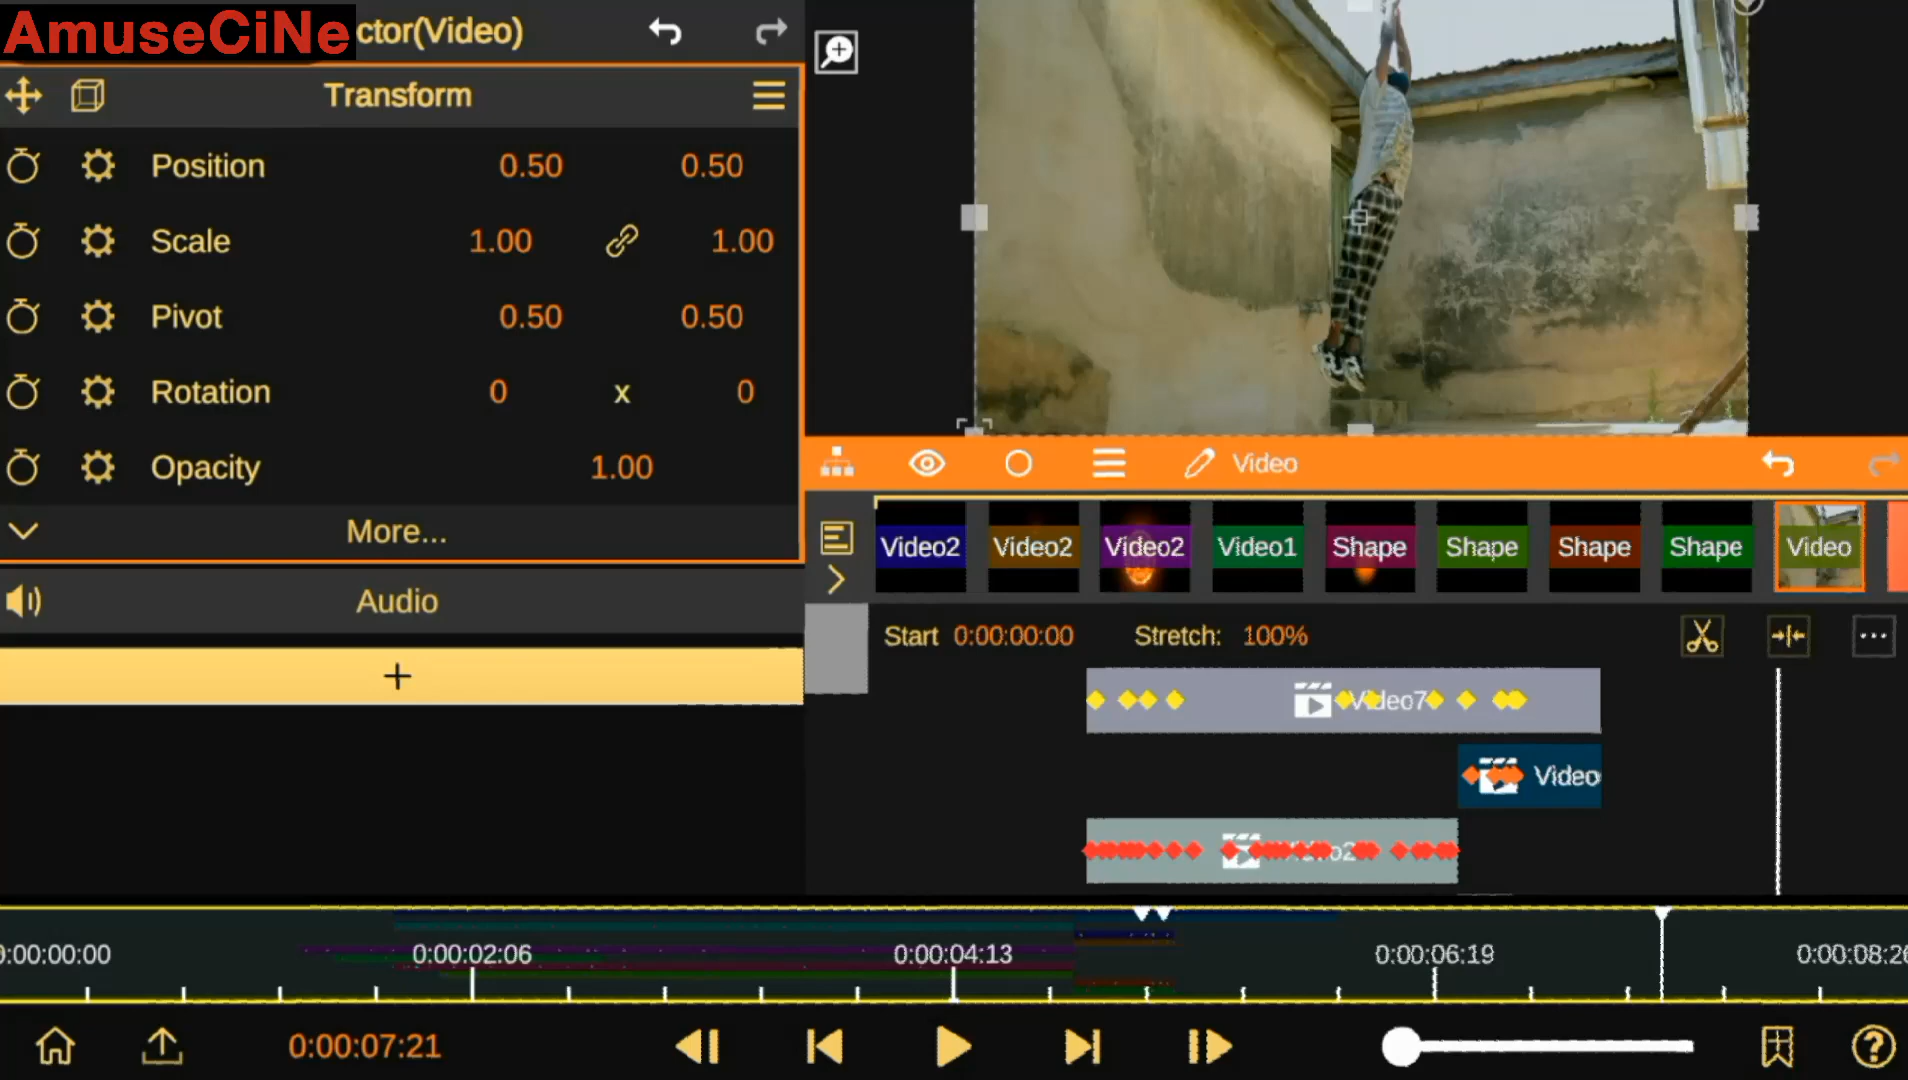 AmuseCiNe
ctor(Video)
Transform
Position 0.50 0.50
Scale 1.00 1.00
Pivot 0.50 0.50
Rotation 0 x 0
Opacity 1.00
More...
Audio
+
Video
Video2 Video2 Video2 Video1 Shape Shape Shape Shape Video
Start 0:00:00:00 Stretch: 100%
Video7
Video
0:00:00:00 0:00:02:06 0:00:04:13 0:00:06:19 0:00:08:26
0:00:07:21
?